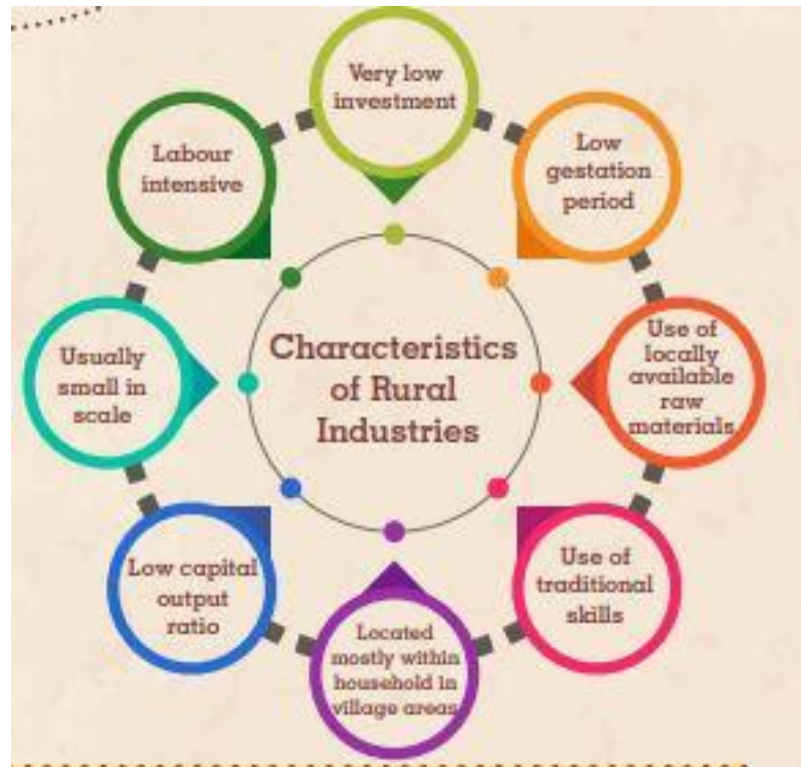 Characteristics
of Rural
Industries
Very low
investment
Low
gestation
period
Use of
locally
available
raw
materials
Use of
traditional
skills
Located
mostly within
household in
village areas
Low capital
output
ratio
Usually
small in
scale
Labour
intensive